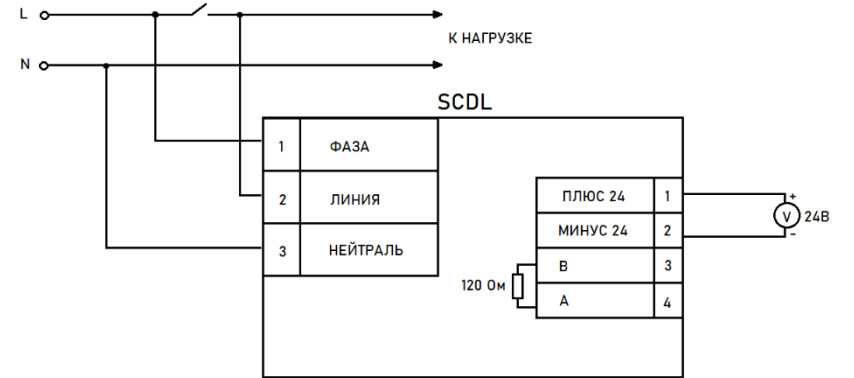 L
К НАГРУЗКЕ
N
SCDL
1 ФАЗА
2 ЛИНИЯ
3 НЕЙТРАЛЬ
ПЛЮС 24 1
МИНУС 24 2
B 3
A 4
120 Ом
+
V 24В
-